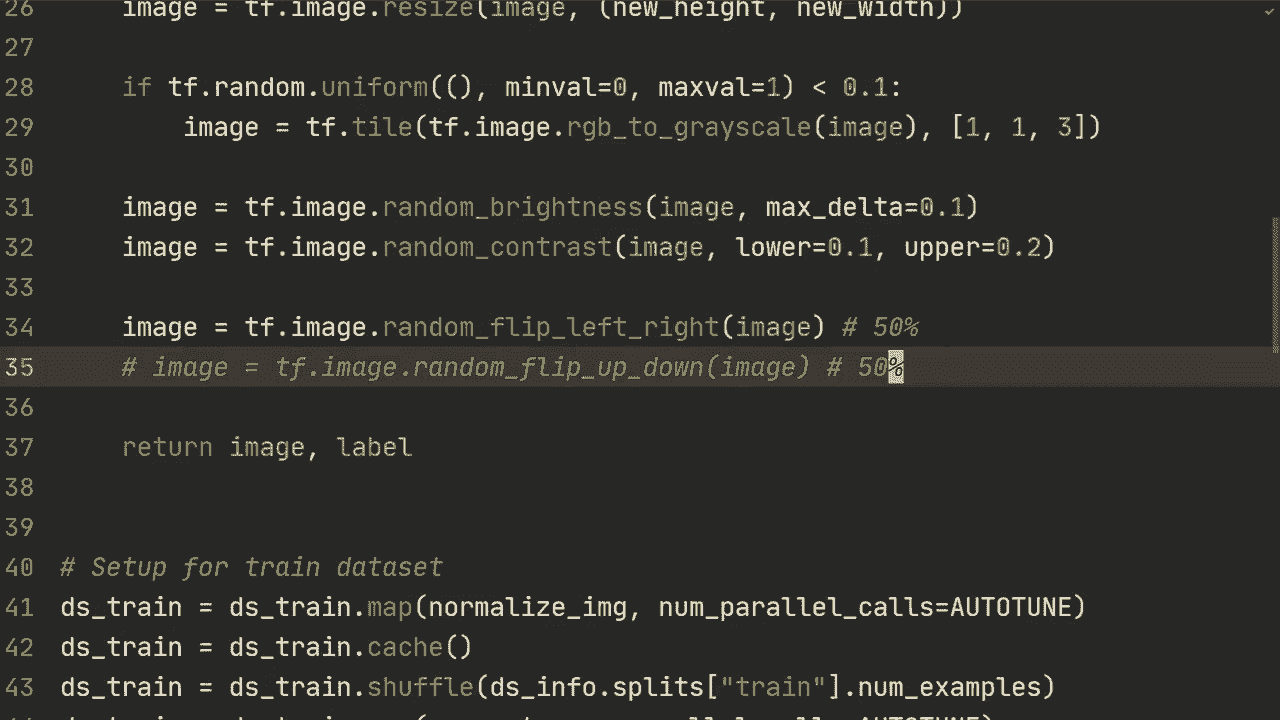 26 image = tf.image.resize(image, (new_height, new_width))
27
28 if tf.random.uniform((), minval=0, maxval=1) < 0.1:
29 image = tf.tile(tf.image.rgb_to_grayscale(image), [1, 1, 3])
30
31 image = tf.image.random_brightness(image, max_delta=0.1)
32 image = tf.image.random_contrast(image, lower=0.1, upper=0.2)
33
34 image = tf.image.random_flip_left_right(image) # 50%
35 # image = tf.image.random_flip_up_down(image) # 50%
36
37 return image, label
38
39
40 # Setup for train dataset
41 ds_train = ds_train.map(normalize_img, num_parallel_calls=AUTOTUNE)
42 ds_train = ds_train.cache()
43 ds_train = ds_train.shuffle(ds_info.splits["train"].num_examples)